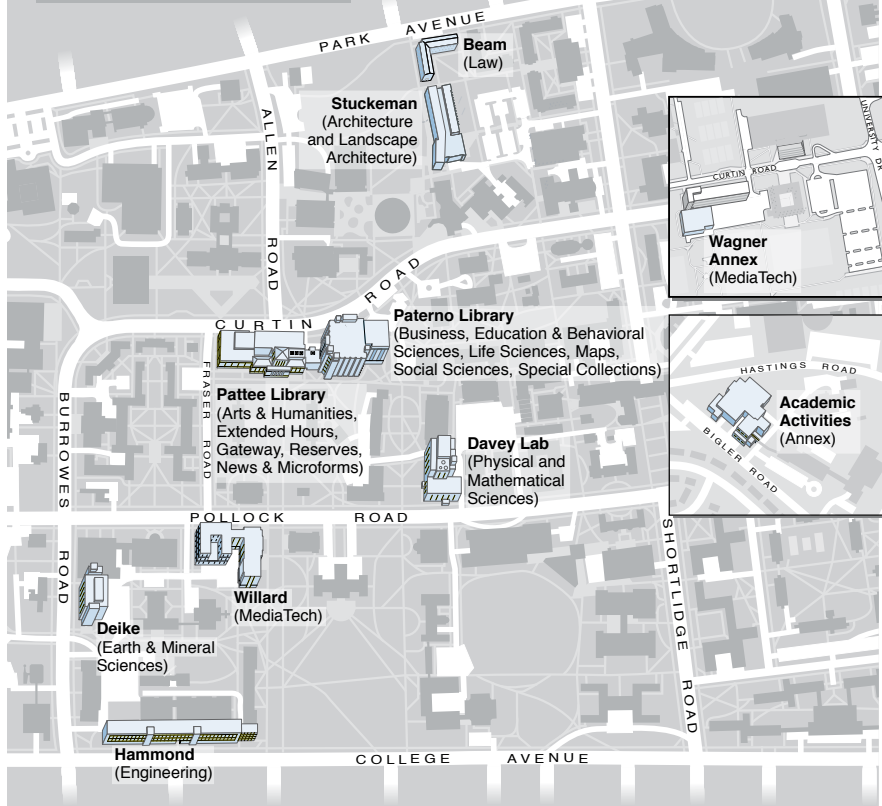 PARK AVENUE
Beam
(Law)
Stuckeman
(Architecture
and Landscape
Architecture)
ALLEN ROAD
UNIVERSITY DR
CURTIN ROAD
Wagner
Annex
(MediaTech)
CURTIN ROAD
Paterno Library
(Business, Education & Behavioral
Sciences, Life Sciences, Maps,
Social Sciences, Special Collections)
HASTINGS ROAD
Academic
Activities
(Annex)
BIGLER ROAD
FRASER ROAD
Pattee Library
(Arts & Humanities,
Extended Hours,
Gateway, Reserves,
News & Microforms)
BURROWES ROAD
Davey Lab
(Physical and
Mathematical
Sciences)
POLLOCK ROAD
SHORTLIDGE ROAD
Willard
(MediaTech)
Deike
(Earth & Mineral
Sciences)
Hammond
(Engineering)
COLLEGE AVENUE